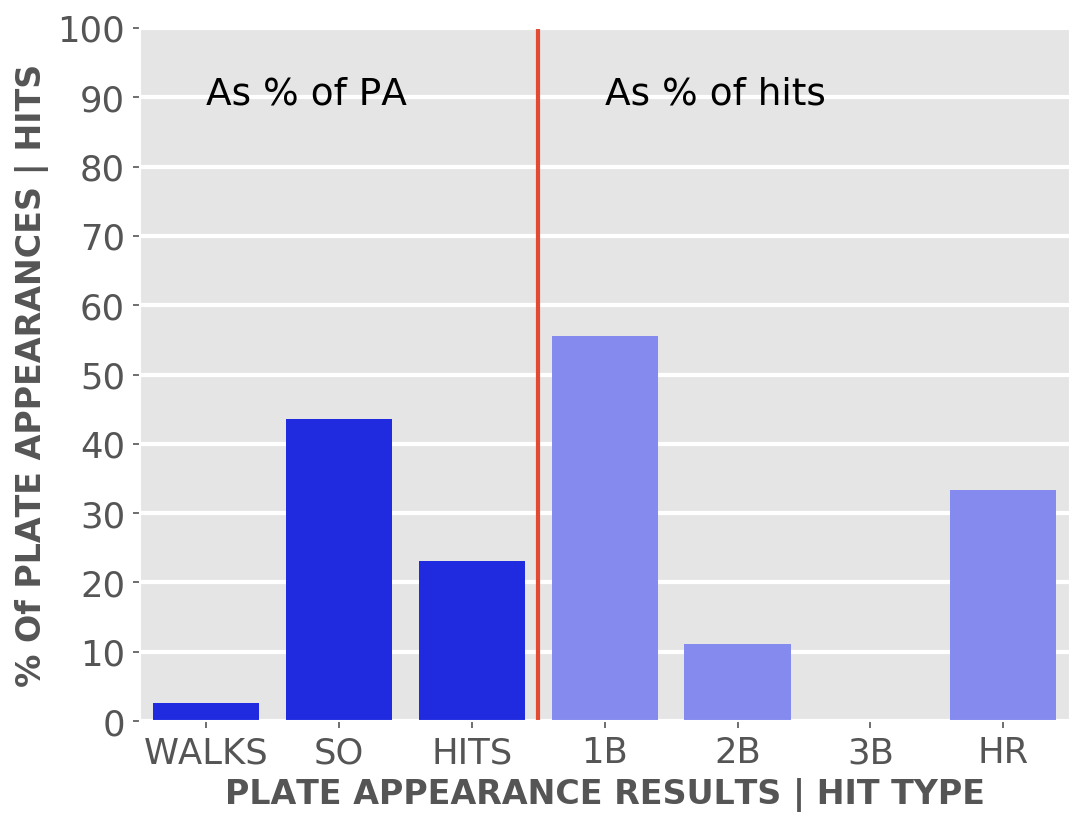 As % of PA
As % of hits
% Of PLATE APPEARANCES | HITS
100
90
80
70
60
50
40
30
20
10
0
WALKS SO HITS 1B 2B 3B HR
PLATE APPEARANCE RESULTS | HIT TYPE